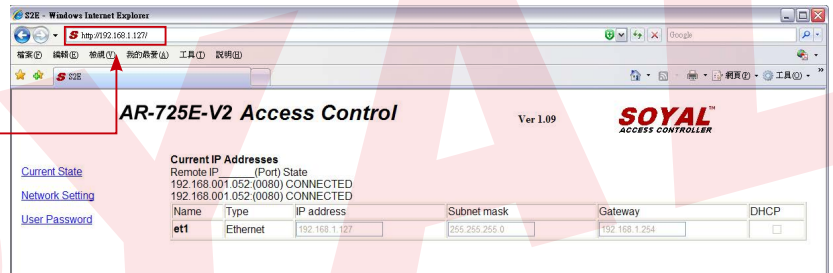 S2E - Windows Internet Explorer
http://192.168.1.127/
Google
檔案(F) 編輯(E) 檢視(V) 我的最愛(A) 工具(T) 說明(H)
S2E
網頁(P) 工具(O)
AR-725E-V2 Access Control
Ver 1.09
SOYAL™
ACCESS CONTROLLER
Current State
Network Setting
User Password
Current IP Addresses
Remote IP______(Port) State
192.168.001.052:(0080) CONNECTED
192.168.001.052:(0080) CONNECTED
Name Type IP address Subnet mask Gateway DHCP
et1 Ethernet 192.168.1.127 255.255.255.0 192.168.1.254